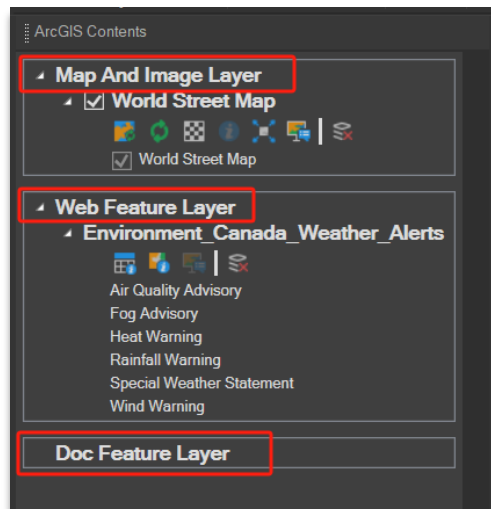 ArcGIS Contents
Map And Image Layer
World Street Map
World Street Map
Web Feature Layer
Environment_Canada_Weather_Alerts
Air Quality Advisory
Fog Advisory
Heat Warning
Rainfall Warning
Special Weather Statement
Wind Warning
Doc Feature Layer